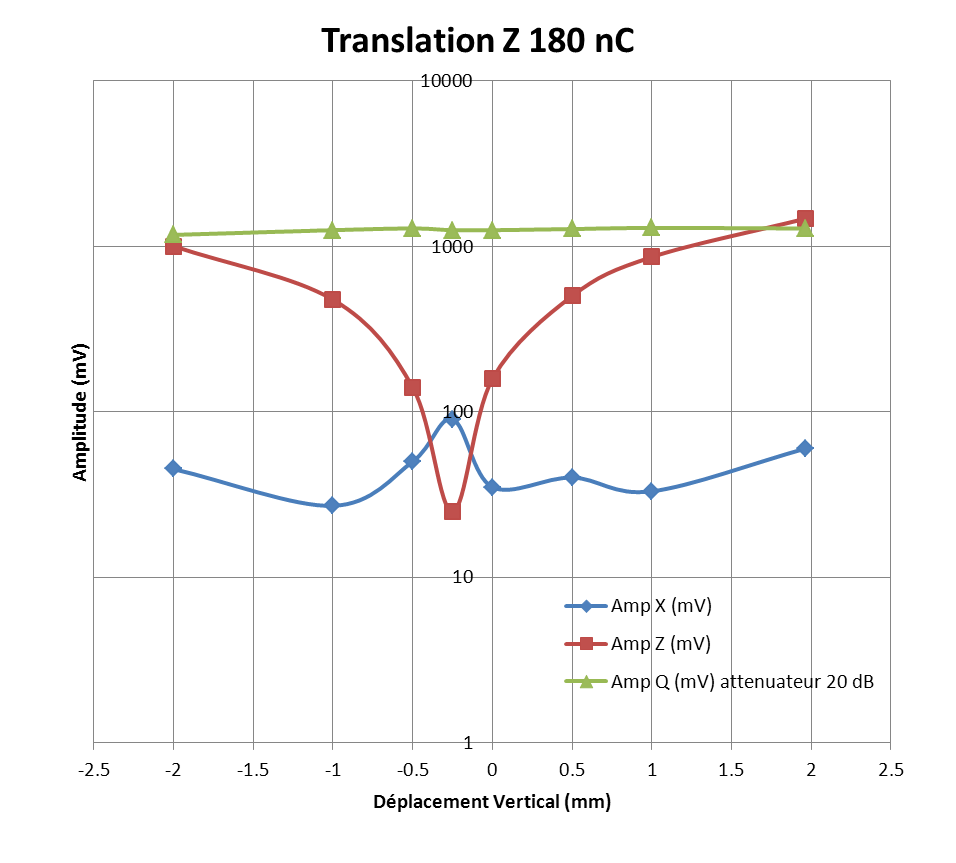 Translation Z 180 nC
10000
1000
100
10
1
Amplitude (mV)
Amp X (mV)
Amp Z (mV)
Amp Q (mV) attenuateur 20 dB
-2.5 -2 -1.5 -1 -0.5 0 0.5 1 1.5 2 2.5
Déplacement Vertical (mm)